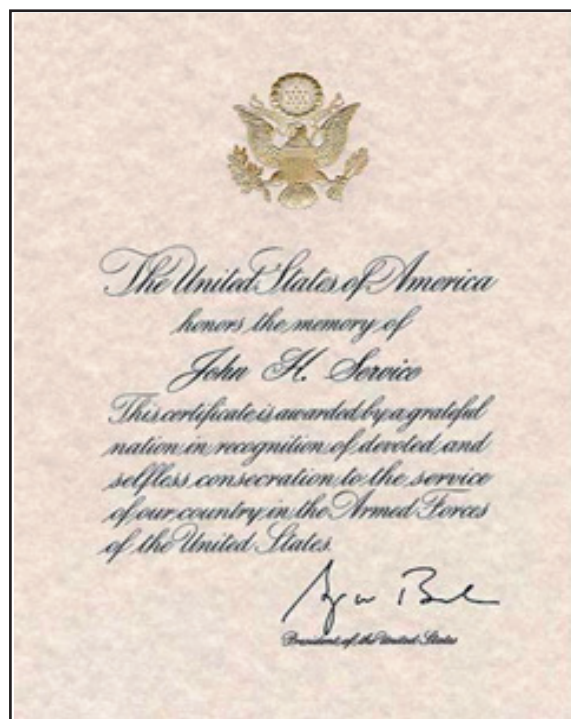 The United States of America
honors the memory of
John H. Service
This certificate is awarded by a grateful
nation in recognition of devoted and
selfless consecration to the service
of our country in the Armed Forces
of the United States.
President of the United States